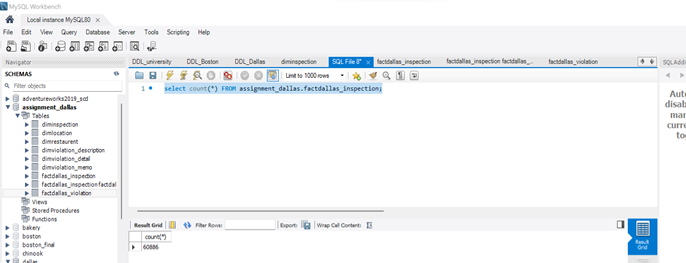 MySQL Workbench
Local instance MySQL80
File Edit View Query Database Server Tools Scripting Help
Navigator
SCHEMAS
Filter objects
adventureworks2019_scd
assignment_dallas
Tables
diminspection
dimlocation
dimrestaurent
dimviolation_description
dimviolation_detail
dimviolation_memo
factdallas_inspection
factdallas_inspection factdal
factdallas_violation
Views
Stored Procedures
Functions
bakery
boston
boston_final
chinook
dallas
DDL_university DDL_Boston DDL_Dallas diminspection SQL File 8* factdallas_inspection factdallas_inspection factdallas_... factdallas_violation
Limit to 1000 rows
1 select count(*) FROM assignment_dallas.factdallas_inspection;
Result Grid Filter Rows: Export: Wrap Cell Content:
count(*)
60886
Result
Grid
SQL Addi
Auto
disab
man
curre
to